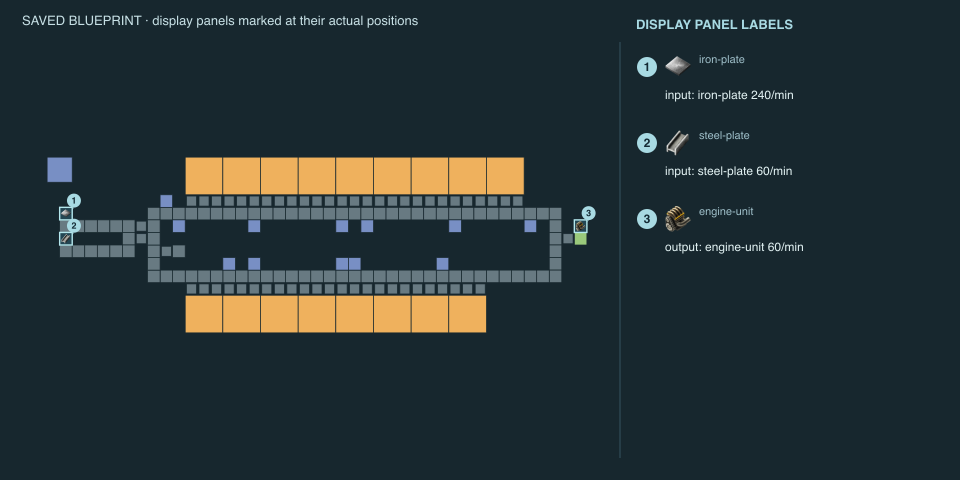 SAVED BLUEPRINT · display panels marked at their actual positions
DISPLAY PANEL LABELS
1
iron-plate
input: iron-plate 240/min
2
steel-plate
input: steel-plate 60/min
3
engine-unit
output: engine-unit 60/min
1
2
3